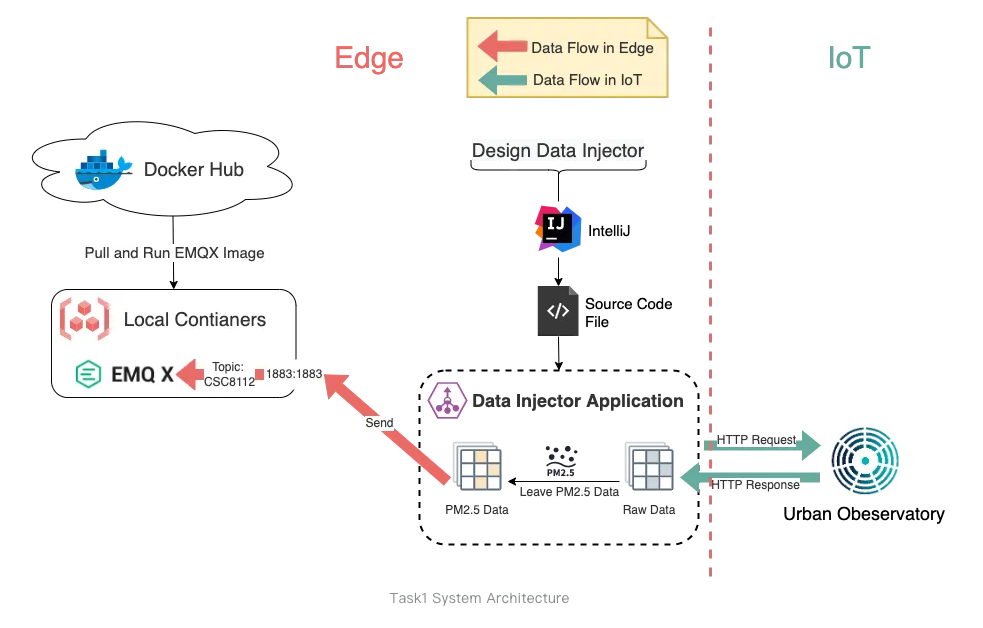 Edge
IoT
Data Flow in Edge
Data Flow in IoT
Docker Hub
Pull and Run EMQX Image
Local Contianers
EMQ X
Topic:
CSC8112
1883:1883
Send
Design Data Injector
IJ
IntelliJ
</>
Source Code
File
Data Injector Application
PM2.5
Leave PM2.5 Data
PM2.5 Data
Raw Data
HTTP Request
HTTP Response
Urban Obeservatory
Task1 System Architecture